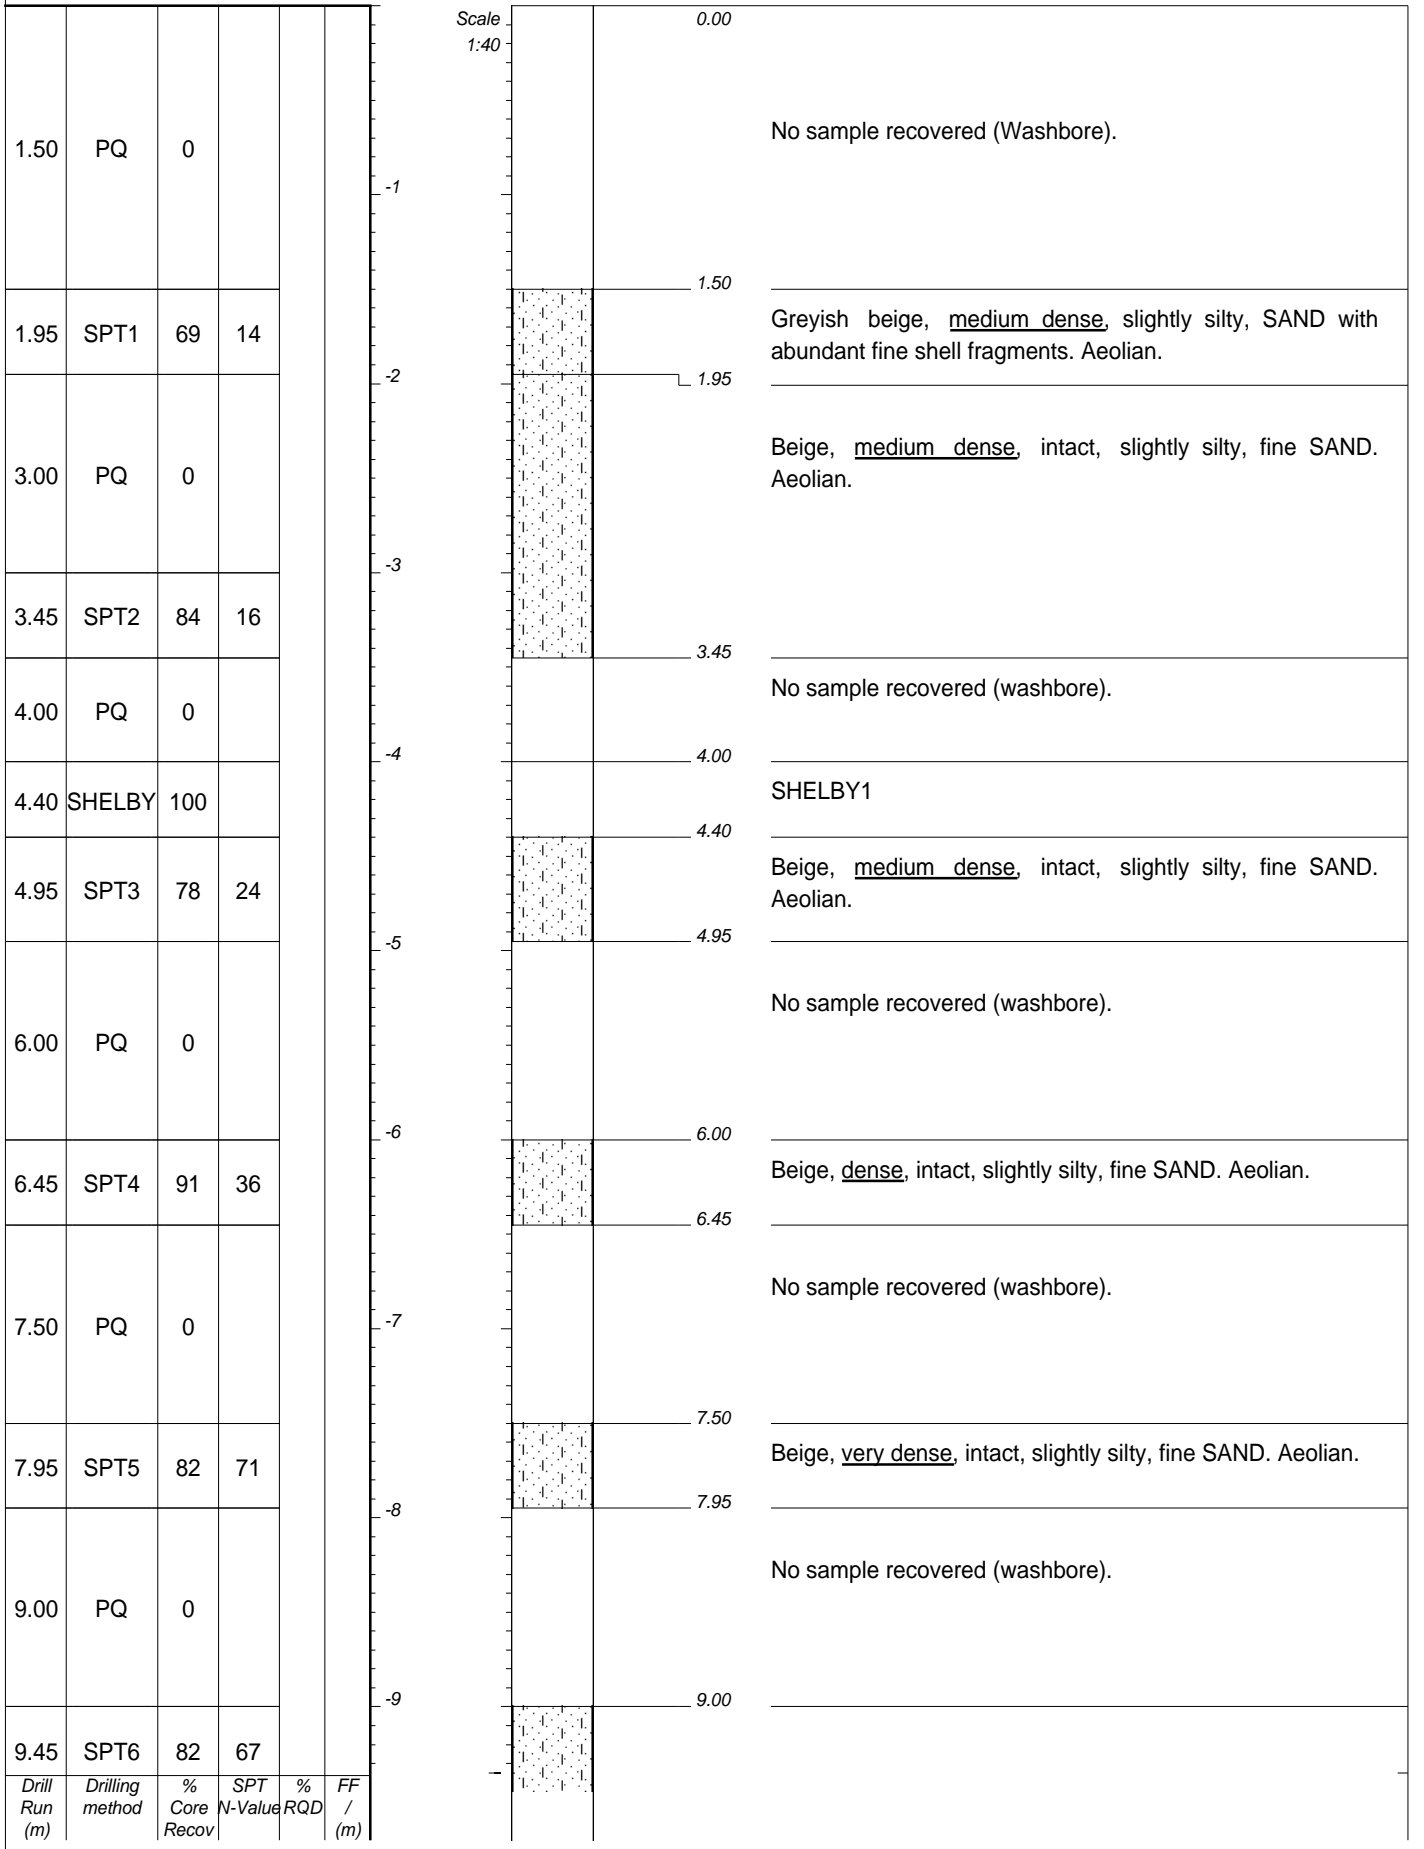 Scale
1:40
0.00
1.50 PQ 0
No sample recovered (Washbore).
-1
1.50
1.95 SPT1 69 14
Greyish beige, medium dense, slightly silty, SAND with
abundant fine shell fragments. Aeolian.
-2
1.95
3.00 PQ 0
Beige, medium dense, intact, slightly silty, fine SAND.
Aeolian.
-3
3.45 SPT2 84 16
3.45
No sample recovered (washbore).
4.00 PQ 0
-4
4.00
4.40 SHELBY 100
SHELBY1
4.40
4.95 SPT3 78 24
Beige, medium dense, intact, slightly silty, fine SAND.
Aeolian.
4.95
-5
No sample recovered (washbore).
6.00 PQ 0
-6
6.00
6.45 SPT4 91 36
Beige, dense, intact, slightly silty, fine SAND. Aeolian.
6.45
No sample recovered (washbore).
7.50 PQ 0
-7
7.50
7.95 SPT5 82 71
Beige, very dense, intact, slightly silty, fine SAND. Aeolian.
7.95
-8
No sample recovered (washbore).
9.00 PQ 0
-9
9.00
9.45 SPT6 82 67
Drill Drilling % SPT % FF
Run method Core N-Value RQD /
(m) Recov (m)